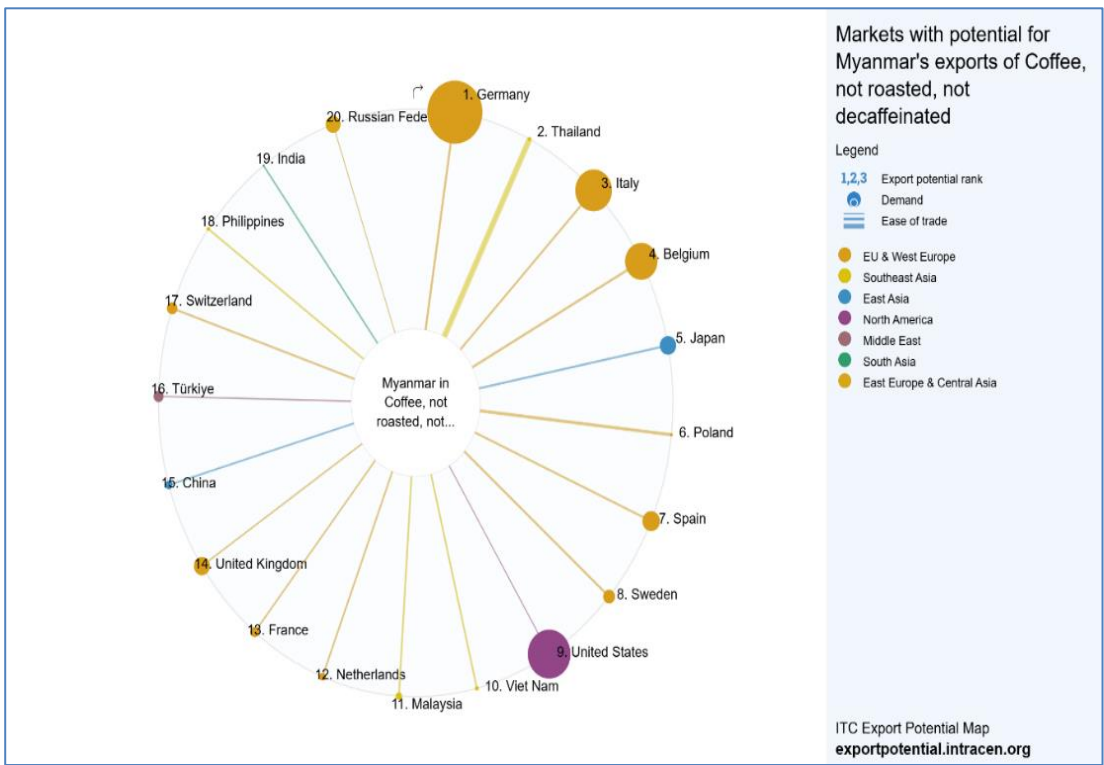 Markets with potential for
Myanmar's exports of Coffee,
not roasted, not
decaffeinated
Legend
1,2,3 Export potential rank
Demand
Ease of trade
EU & West Europe
Southeast Asia
East Asia
North America
Middle East
South Asia
East Europe & Central Asia
1. Germany
2. Thailand
3. Italy
4. Belgium
5. Japan
6. Poland
7. Spain
8. Sweden
9. United States
10. Viet Nam
11. Malaysia
12. Netherlands
13. France
14. United Kingdom
15. China
16. Türkiye
17. Switzerland
18. Philippines
19. India
20. Russian Fede
Myanmar in
Coffee, not
roasted, not...
ITC Export Potential Map
exportpotential.intracen.org